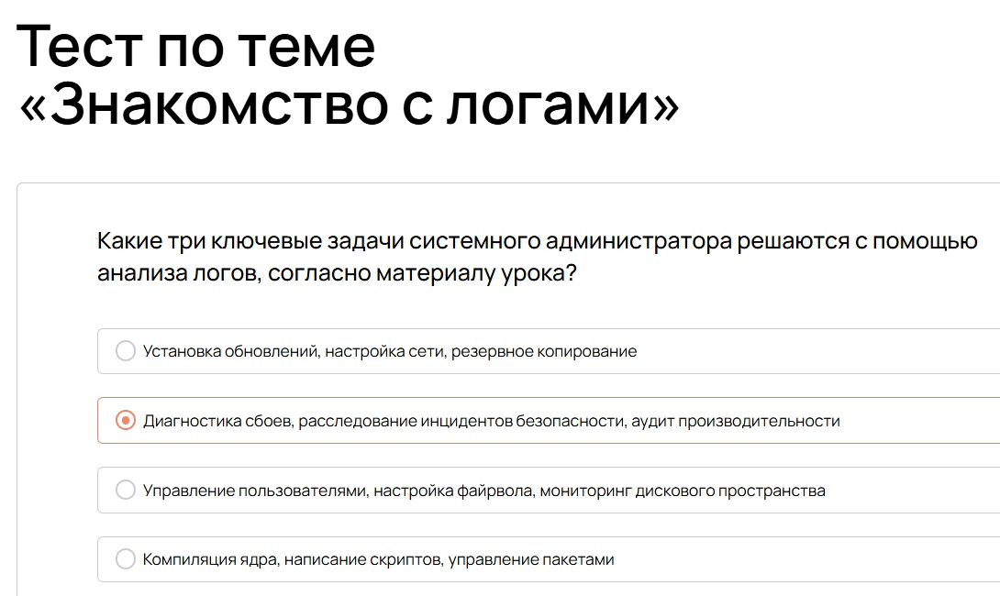 Тест по теме
«Знакомство с логами»
Какие три ключевые задачи системного администратора решаются с помощью
анализа логов, согласно материалу урока?
Установка обновлений, настройка сети, резервное копирование
Диагностика сбоев, расследование инцидентов безопасности, аудит производительности
Управление пользователями, настройка файрвола, мониторинг дискового пространства
Компиляция ядра, написание скриптов, управление пакетами